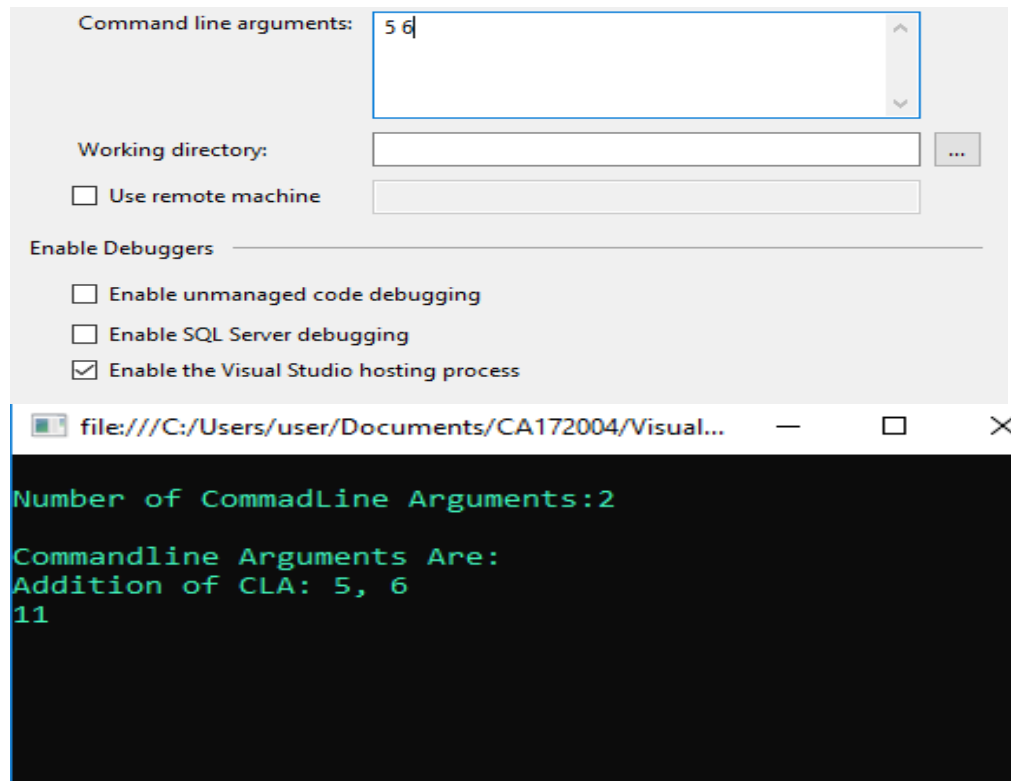 Command line arguments:
5 6
Working directory:
...
Use remote machine
Enable Debuggers
Enable unmanaged code debugging
Enable SQL Server debugging
Enable the Visual Studio hosting process
file:///C:/Users/user/Documents/CA172004/Visual...
Number of CommadLine Arguments:2
Commandline Arguments Are:
Addition of CLA: 5, 6
11